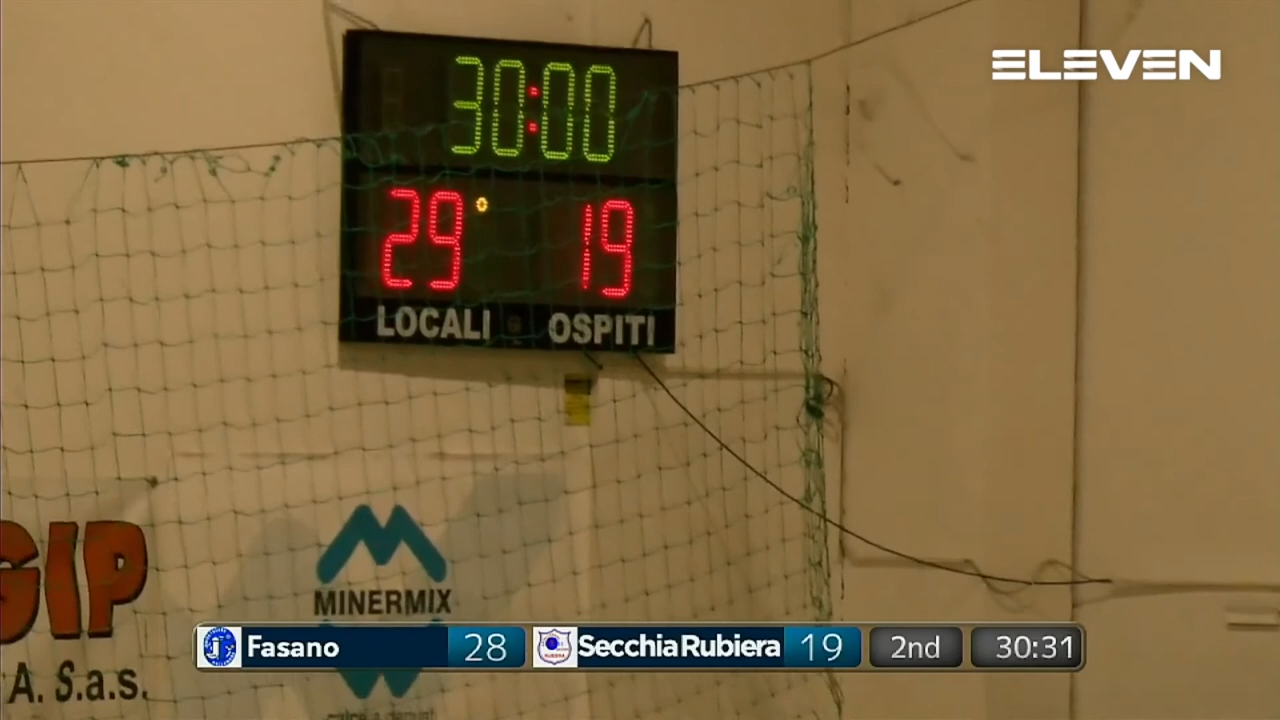 ELEVEN
30:00
29 19
LOCALI OSPITI
GIP
MINERMIX
A. S.a.s.
Fasano 28 SecchiaRubiera 19 2nd 30:31